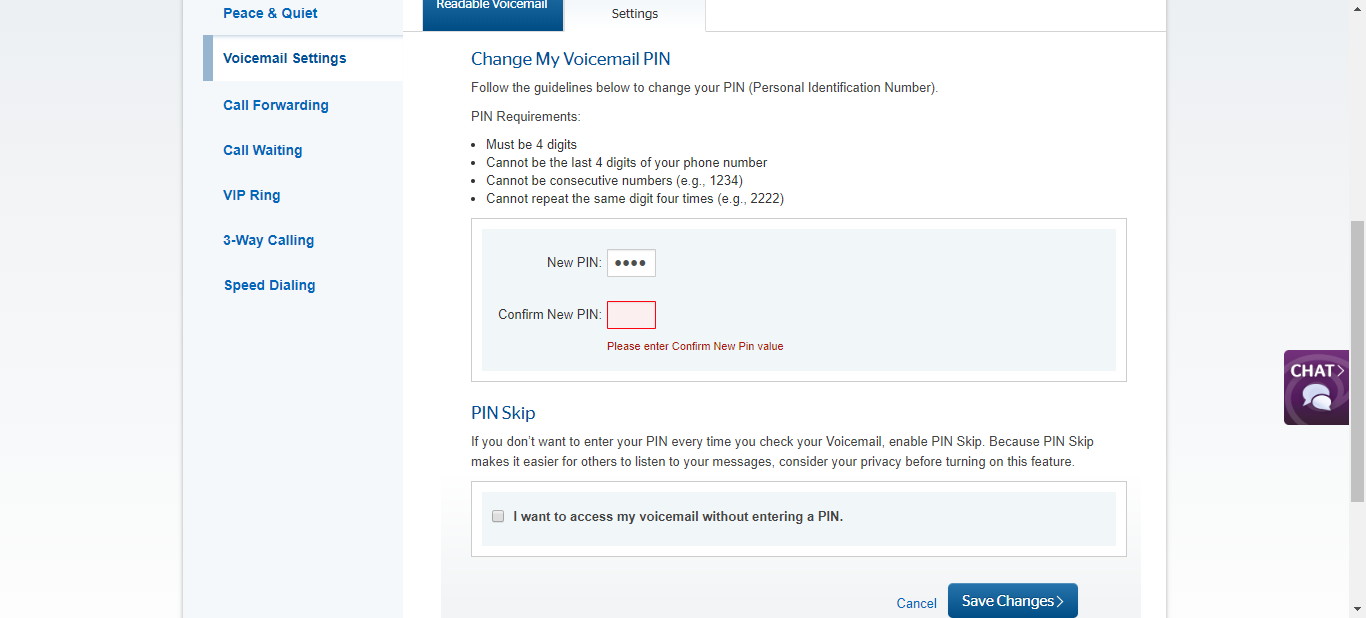 Peace & Quiet
Voicemail Settings
Call Forwarding
Call Waiting
VIP Ring
3-Way Calling
Speed Dialing
Readable Voicemail
Settings
Change My Voicemail PIN
Follow the guidelines below to change your PIN (Personal Identification Number).
PIN Requirements:
• Must be 4 digits
• Cannot be the last 4 digits of your phone number
• Cannot be consecutive numbers (e.g., 1234)
• Cannot repeat the same digit four times (e.g., 2222)
New PIN: ••••
Confirm New PIN:
Please enter Confirm New Pin value
PIN Skip
If you don't want to enter your PIN every time you check your Voicemail, enable PIN Skip. Because PIN Skip
makes it easier for others to listen to your messages, consider your privacy before turning on this feature.
I want to access my voicemail without entering a PIN.
Cancel
Save Changes >
CHAT >